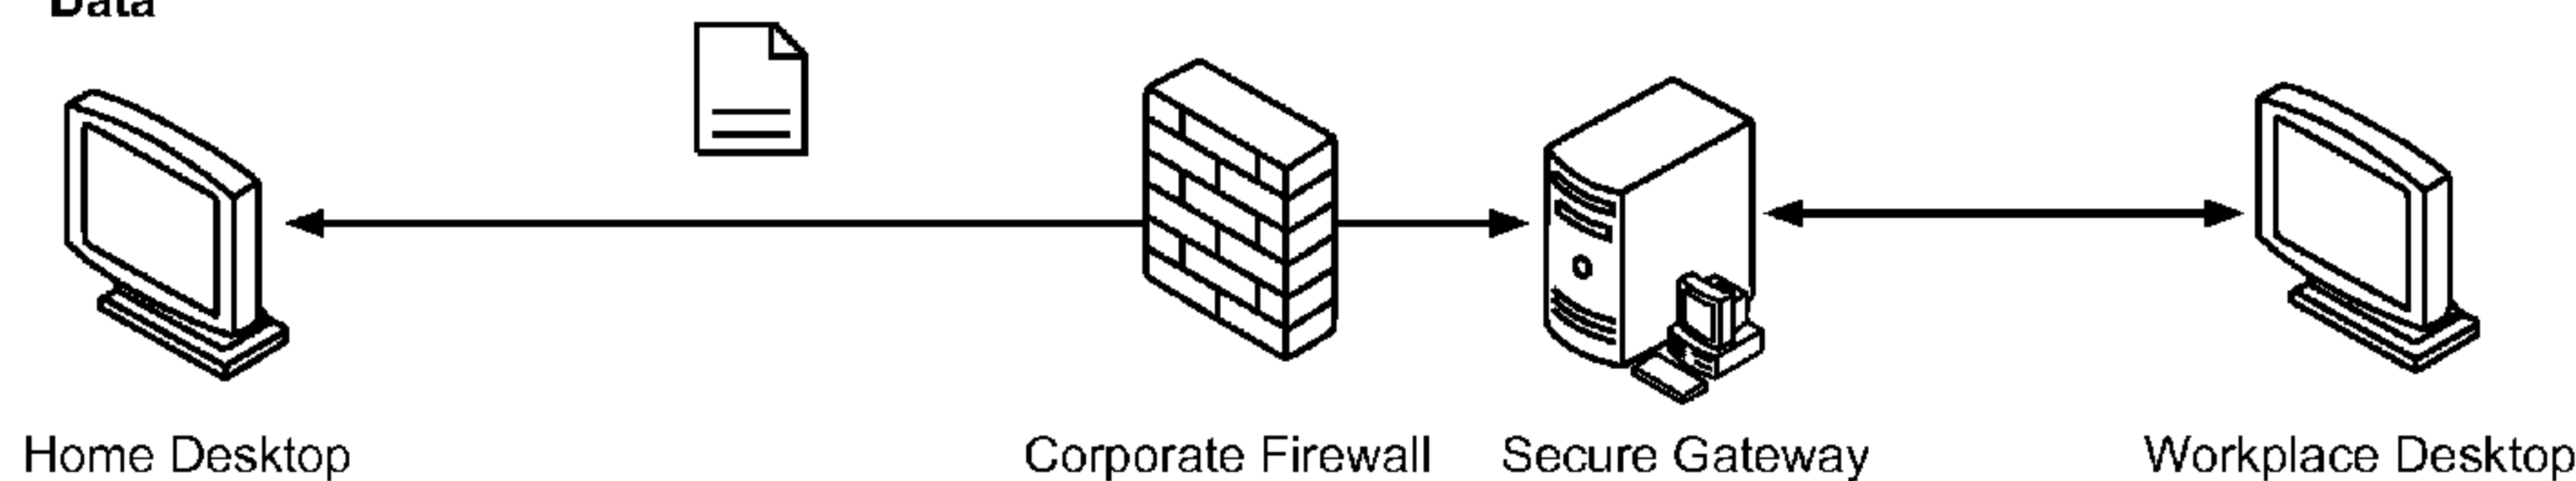 Data
Home Desktop
Corporate Firewall
Secure Gateway
Workplace Desktop